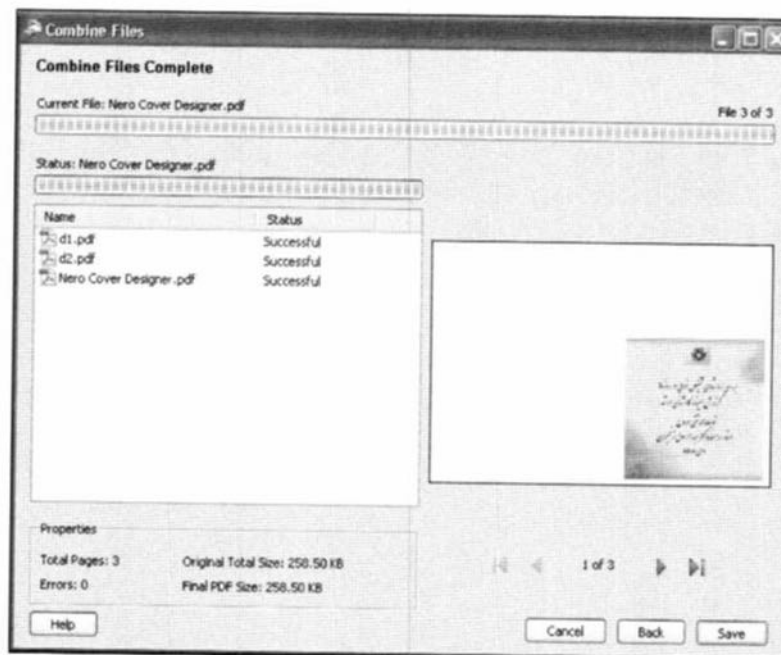 Combine Files
Combine Files Complete
Current File: Nero Cover Designer.pdf
File 3 of 3
Status: Nero Cover Designer.pdf
Name Status
d1.pdf Successful
d2.pdf Successful
Nero Cover Designer.pdf Successful
Properties
Total Pages: 3 Original Total Size: 258.50 KB
Errors: 0 Final PDF Size: 258.50 KB
1 of 3
Help Cancel Back Save